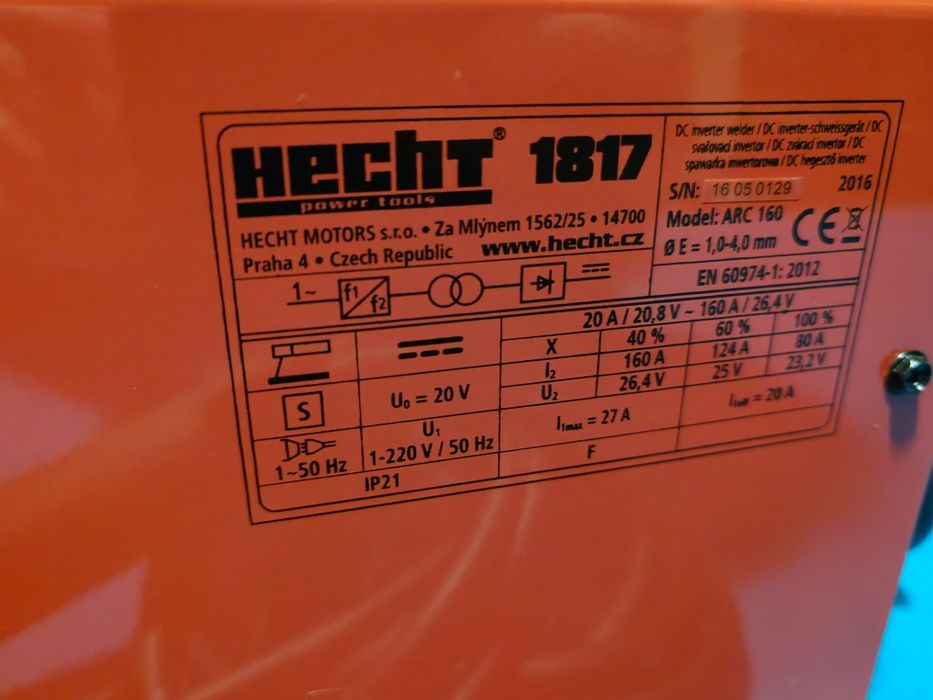 HECHT® 1817
power tools
HECHT MOTORS s.r.o. • Za Mlýnem 1562/25 • 14700
Praha 4 • Czech Republic www.hecht.cz
DC inverter welder / DC inverter-schweissgerät / DC
svařovací invertor / DC zvárací invertor / DC
spawarka inwertorowa / DC hegesztő inverter
S/N: 16 05 0129 2016
Model: ARC 160
Ø E = 1,0-4,0 mm CE
EN 60974-1: 2012
1~ f1 f2
20 A / 20,8 V ~ 160 A / 26,4 V
X 40 % 60 % 100 %
I2 160 A 124 A 80 A
U2 26,4 V 25 V 23,2 V
S U0 = 20 V
U1
1~50 Hz 1-220 V / 50 Hz
I1max = 27 A I1eff = 20 A
IP21 F